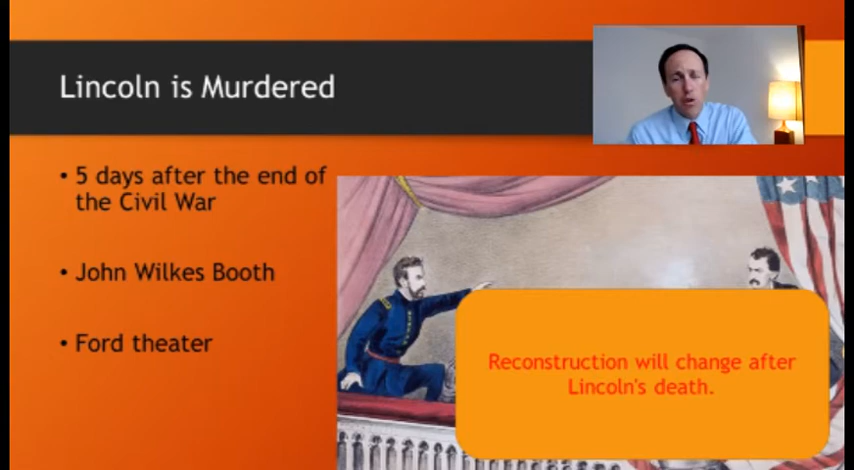 Lincoln is Murdered
• 5 days after the end of
the Civil War
• John Wilkes Booth
• Ford theater
Reconstruction will change after
Lincoln's death.